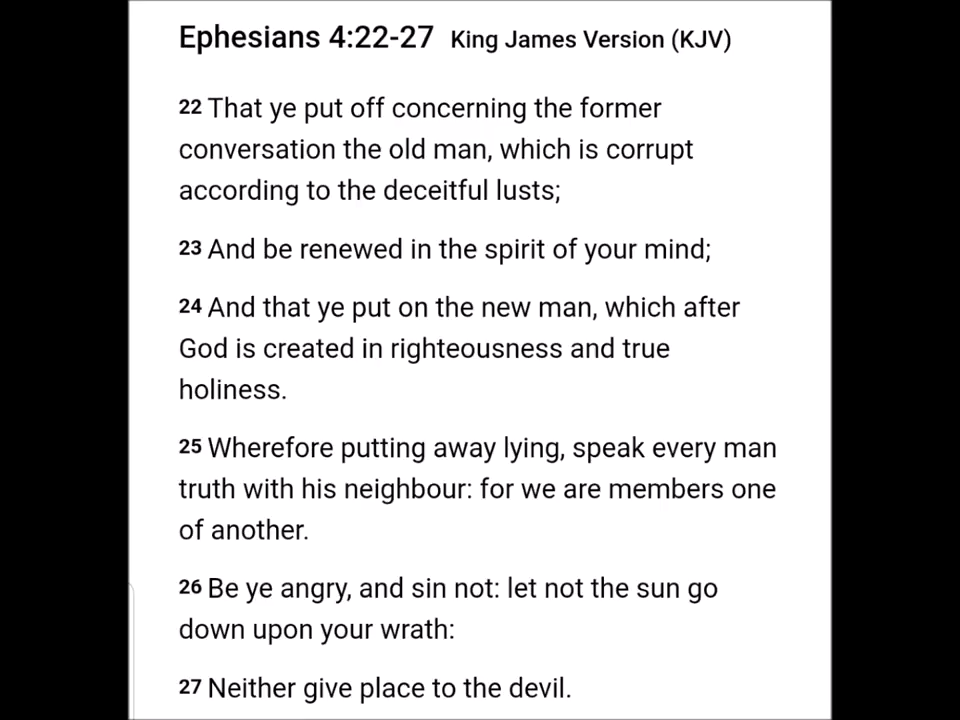 Ephesians 4:22-27 King James Version (KJV)
22 That ye put off concerning the former
conversation the old man, which is corrupt
according to the deceitful lusts;
23 And be renewed in the spirit of your mind;
24 And that ye put on the new man, which after
God is created in righteousness and true
holiness.
25 Wherefore putting away lying, speak every man
truth with his neighbour: for we are members one
of another.
26 Be ye angry, and sin not: let not the sun go
down upon your wrath:
27 Neither give place to the devil.